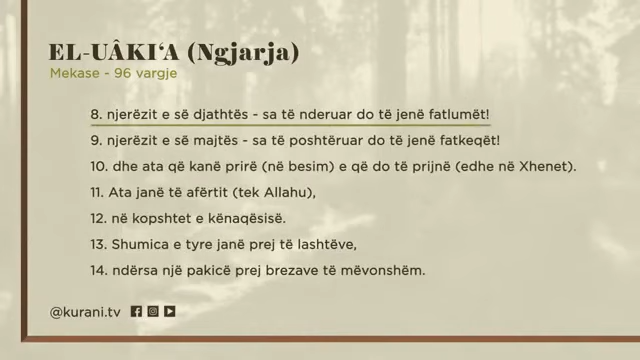 EL-UÂKI‘A (Ngjarja)
Mekase - 96 vargje
8. njerëzit e së djathtës - sa të nderuar do të jenë fatlumët!
9. njerëzit e së majtës - sa të poshtëruar do të jenë fatkeqët!
10. dhe ata që kanë prirë (në besim) e që do të prijnë (edhe në Xhenet).
11. Ata janë të afërtit (tek Allahu),
12. në kopshtet e kënaqësisë.
13. Shumica e tyre janë prej të lashtëve,
14. ndërsa një pakicë prej brezave të mëvonshëm.
@kurani.tv